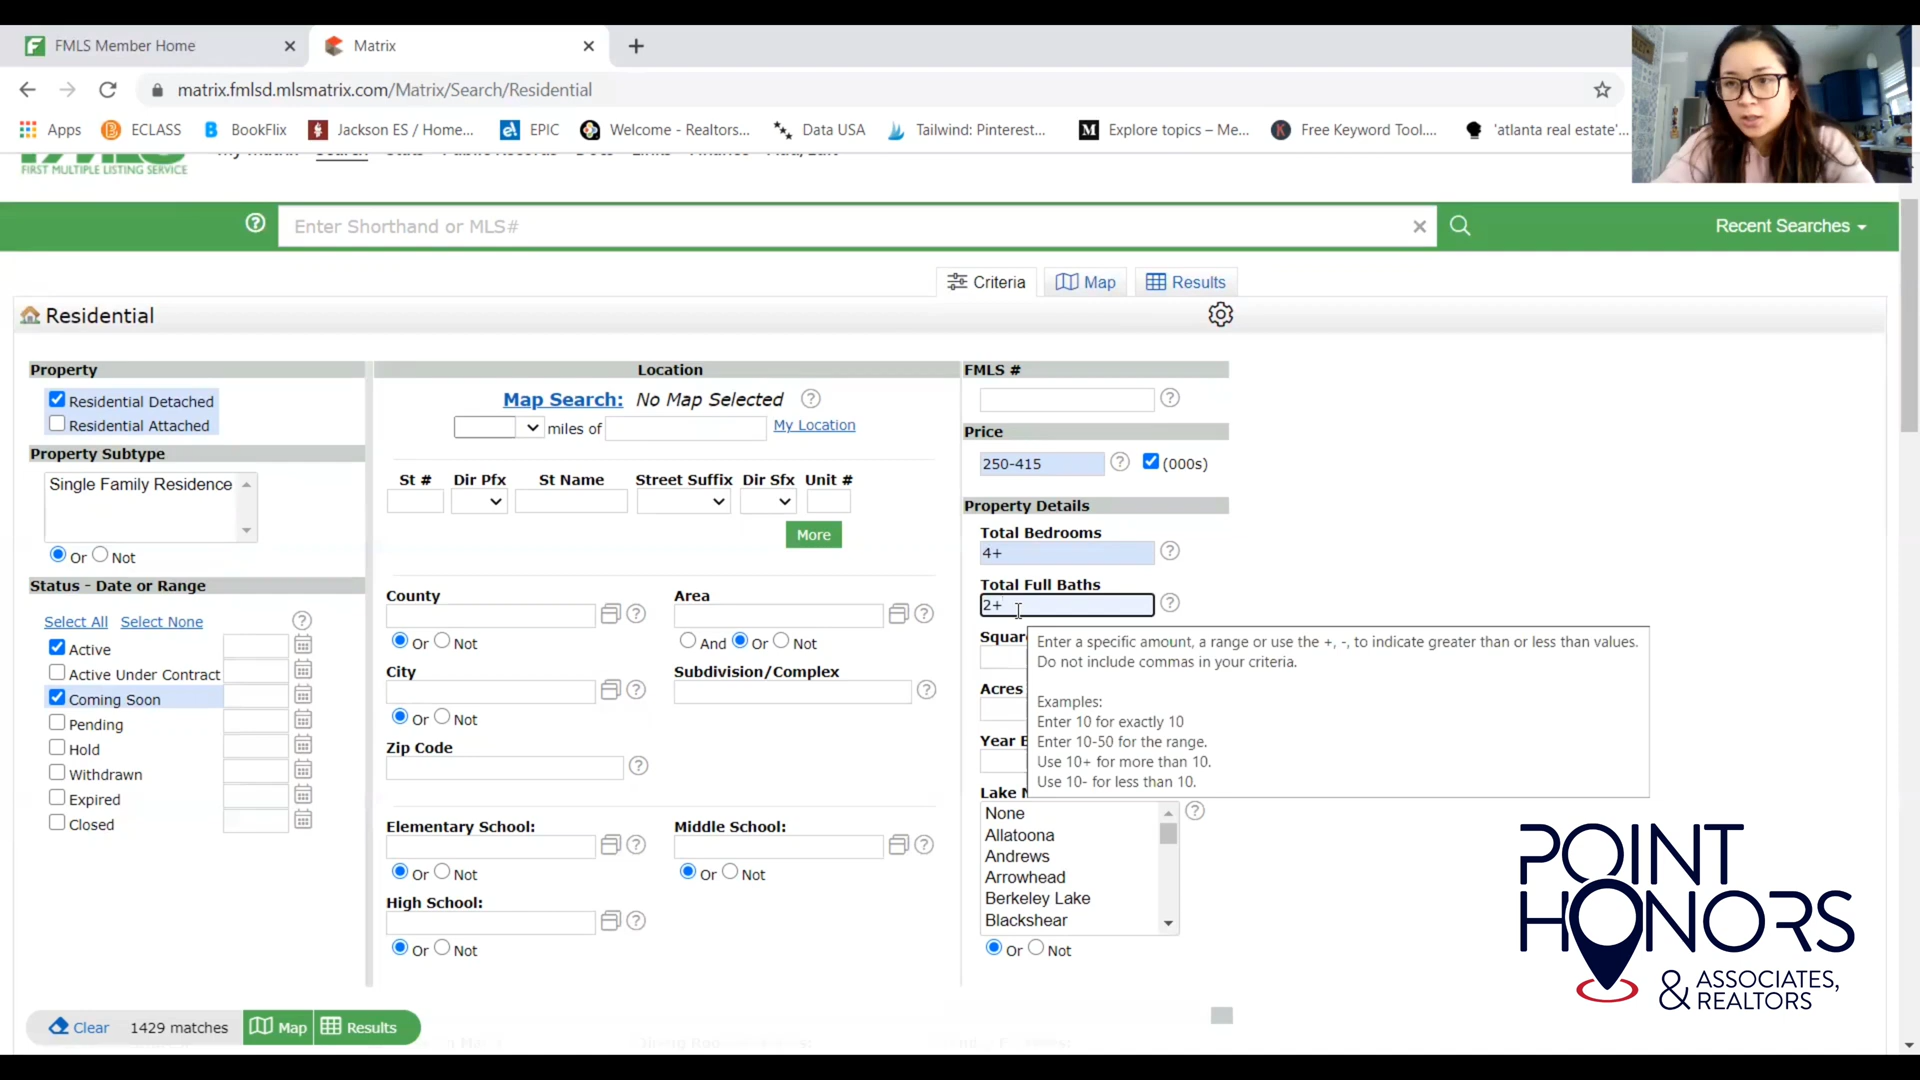 FMLS Member Home
Matrix
matrix.fmlsd.mlsmatrix.com/Matrix/Search/Residential
Apps ECLASS BookFlix Jackson ES / Home... EPIC Welcome - Realtors... Data USA Tailwind: Pinterest... Explore topics – Me... Free Keyword Tool.... 'atlanta real estate'...
FIRST MULTIPLE LISTING SERVICE
Enter Shorthand or MLS#
Recent Searches
Criteria Map Results
Residential
Property
Residential Detached
Residential Attached
Property Subtype
Single Family Residence
Or Not
Status - Date or Range
Select All Select None
Active
Active Under Contract
Coming Soon
Pending
Hold
Withdrawn
Expired
Closed
Location
Map Search: No Map Selected
miles of My Location
St # Dir Pfx St Name Street Suffix Dir Sfx Unit #
More
County
Or Not
Area
And Or Not
City
Or Not
Subdivision/Complex
Zip Code
Elementary School:
Or Not
Middle School:
Or Not
High School:
Or Not
FMLS #
Price
250-415 (000s)
Property Details
Total Bedrooms
4+
Total Full Baths
2+
Enter a specific amount, a range or use the +, -, to indicate greater than or less than values.
Do not include commas in your criteria.
Examples:
Enter 10 for exactly 10
Enter 10-50 for the range.
Use 10+ for more than 10.
Use 10- for less than 10.
Acres
None
Allatoona
Andrews
Arrowhead
Berkeley Lake
Blackshear
Or Not
Clear 1429 matches Map Results
POINT
HONORS
& ASSOCIATES,
REALTORS